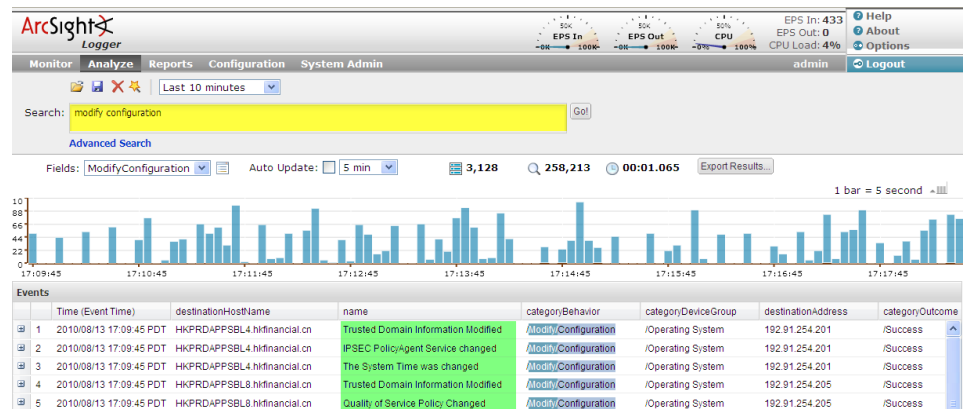 ArcSight
Logger
50K
EPS In
0K 100K
50K
EPS Out
0K 100K
50%
CPU
0% 100%
EPS In: 433
EPS Out: 0
CPU Load: 4%
Help
About
Options
Monitor Analyze Reports Configuration System Admin admin Logout
Last 10 minutes
Search: modify configuration Go!
Advanced Search
Fields: ModifyConfiguration Auto Update: 5 min 3,128 258,213 00:01.065 Export Results...
1 bar = 5 second
10
88
66
44
22
0
17:09:45 17:10:45 17:11:45 17:12:45 17:13:45 17:14:45 17:15:45 17:16:45 17:17:45
Events
Time (Event Time) destinationHostName name categoryBehavior categoryDeviceGroup destinationAddress categoryOutcome
1 2010/08/13 17:09:45 PDT HKPRDAPPSBL4.hkfinancial.cn Trusted Domain Information Modified /Modify/Configuration /Operating System 192.91.254.201 /Success
2 2010/08/13 17:09:45 PDT HKPRDAPPSBL4.hkfinancial.cn IPSEC PolicyAgent Service changed /Modify/Configuration /Operating System 192.91.254.201 /Success
3 2010/08/13 17:09:45 PDT HKPRDAPPSBL4.hkfinancial.cn The System Time was changed /Modify/Configuration /Operating System 192.91.254.201 /Success
4 2010/08/13 17:09:45 PDT HKPRDAPPSBL8.hkfinancial.cn Trusted Domain Information Modified /Modify/Configuration /Operating System 192.91.254.205 /Success
5 2010/08/13 17:09:45 PDT HKPRDAPPSBL8.hkfinancial.cn Quality of Service Policy Changed /Modify/Configuration /Operating System 192.91.254.205 /Success